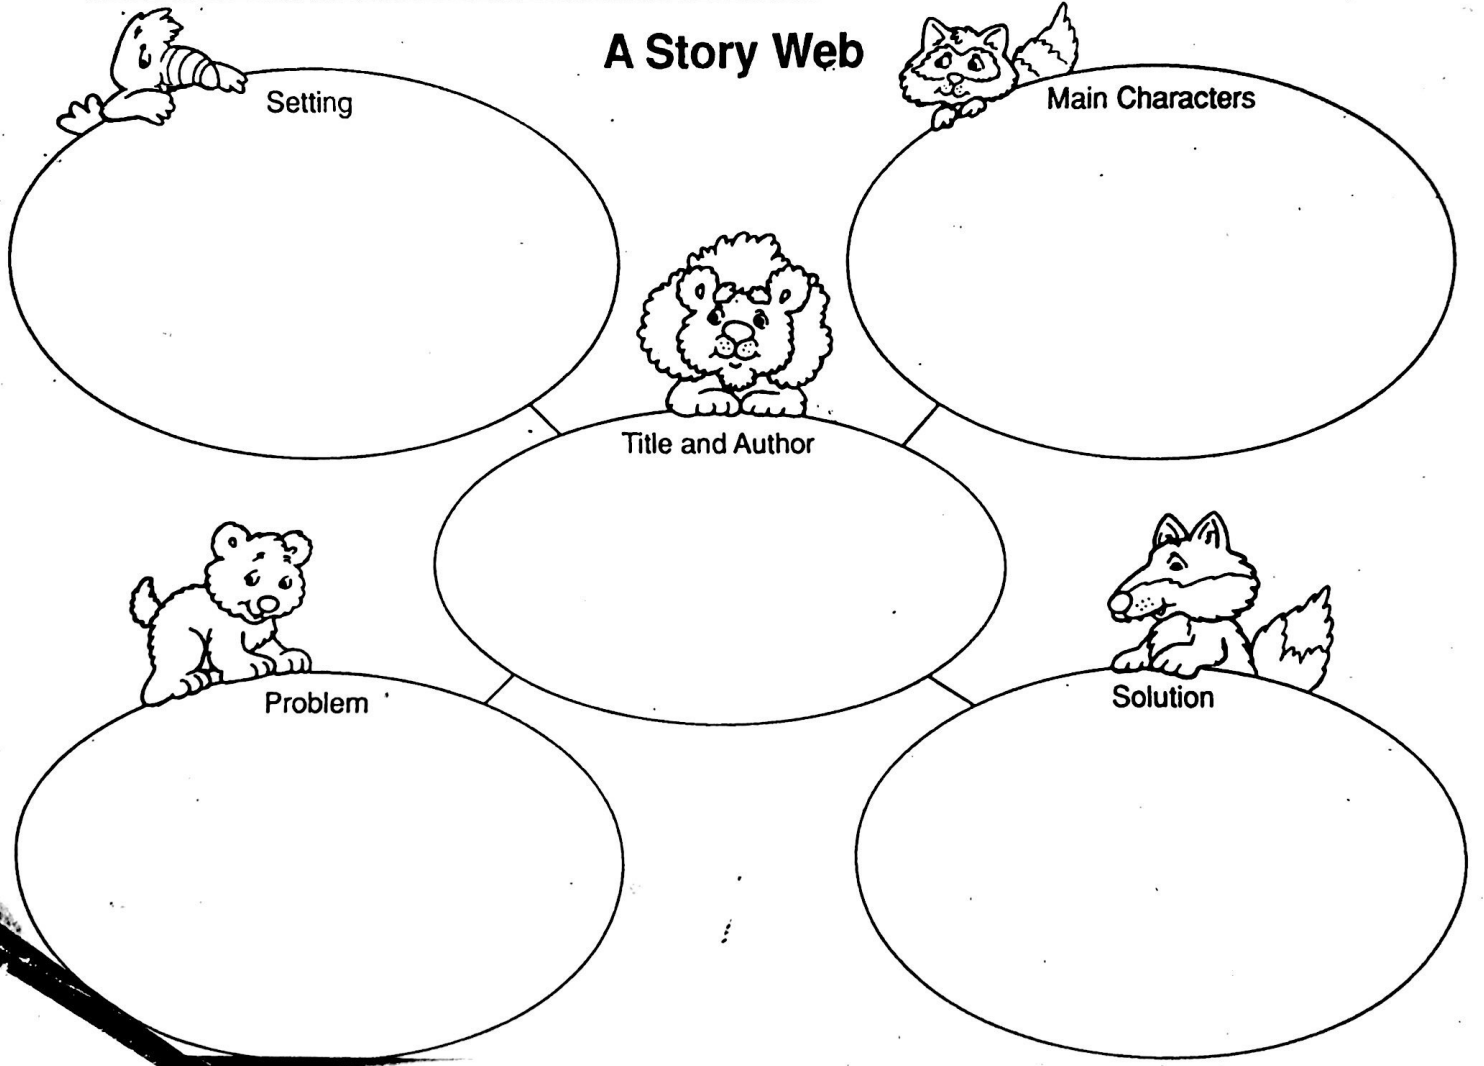 A Story Web
Setting
Main Characters
Title and Author
Problem
Solution